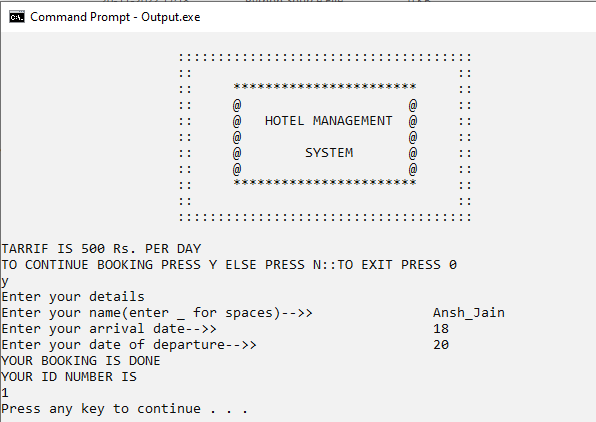 Command Prompt - Output.exe
:::::::::::::::::::::::::::::::::::::
:: ::
:: *********************** ::
:: @ @ ::
:: @ HOTEL MANAGEMENT @ ::
:: @ @ ::
:: @ SYSTEM @ ::
:: @ @ ::
:: *********************** ::
:: ::
:::::::::::::::::::::::::::::::::::::
TARRIF IS 500 Rs. PER DAY
TO CONTINUE BOOKING PRESS Y ELSE PRESS N::TO EXIT PRESS 0
y
Enter your details
Enter your name(enter _ for spaces)-->> Ansh_Jain
Enter your arrival date-->> 18
Enter your date of departure-->> 20
YOUR BOOKING IS DONE
YOUR ID NUMBER IS
1
Press any key to continue . . .